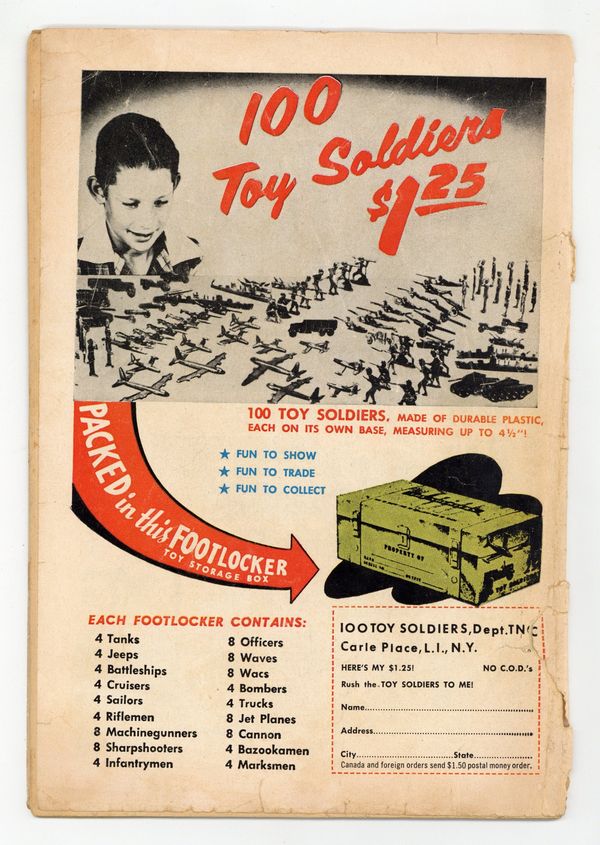 100
Toy Soldiers
$1.25
100 TOY SOLDIERS, MADE OF DURABLE PLASTIC,
EACH ON ITS OWN BASE, MEASURING UP TO 4½"!
★ FUN TO SHOW
★ FUN TO TRADE
★ FUN TO COLLECT
PACKED in this FOOTLOCKER
TOY STORAGE BOX
PROPERTY OF
EACH FOOTLOCKER CONTAINS:
4 Tanks
4 Jeeps
4 Battleships
4 Cruisers
4 Sailors
4 Riflemen
8 Machinegunners
8 Sharpshooters
4 Infantrymen
8 Officers
8 Waves
8 Wacs
4 Bombers
4 Trucks
8 Jet Planes
8 Cannon
4 Bazookamen
4 Marksmen
100 TOY SOLDIERS, Dept. TN C
Carle Place, L.I., N.Y.
HERE'S MY $1.25! NO C.O.D.'s
Rush the TOY SOLDIERS TO ME!
Name
Address
City State
Canada and foreign orders send $1.50 postal money order.